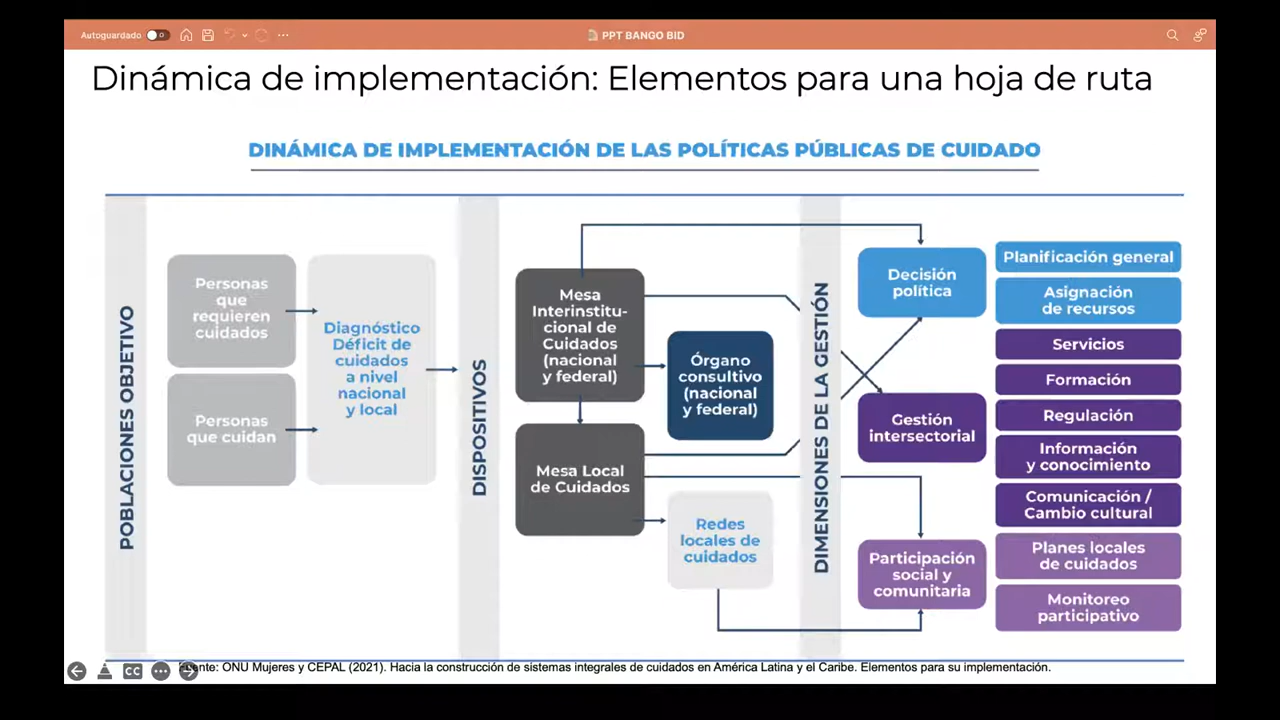 Autoguardado
PPT BANGO BID
Dinámica de implementación: Elementos para una hoja de ruta
DINÁMICA DE IMPLEMENTACIÓN DE LAS POLÍTICAS PÚBLICAS DE CUIDADO
POBLACIONES OBJETIVO
Personas
que
requieren
cuidados
Personas
que cuidan
Diagnóstico
Déficit de
cuidados
a nivel
nacional
y local
DISPOSITIVOS
Mesa
Interinstitu-
cional de
Cuidados
(nacional
y federal)
Órgano
consultivo
(nacional
y federal)
Mesa Local
de Cuidados
Redes
locales de
cuidados
DIMENSIONES DE LA GESTIÓN
Decisión
política
Gestión
intersectorial
Participación
social y
comunitaria
Planificación general
Asignación
de recursos
Servicios
Formación
Regulación
Información
y conocimiento
Comunicación /
Cambio cultural
Planes locales
de cuidados
Monitoreo
participativo
CC
Fuente: ONU Mujeres y CEPAL (2021). Hacia la construcción de sistemas integrales de cuidados en América Latina y el Caribe. Elementos para su implementación.